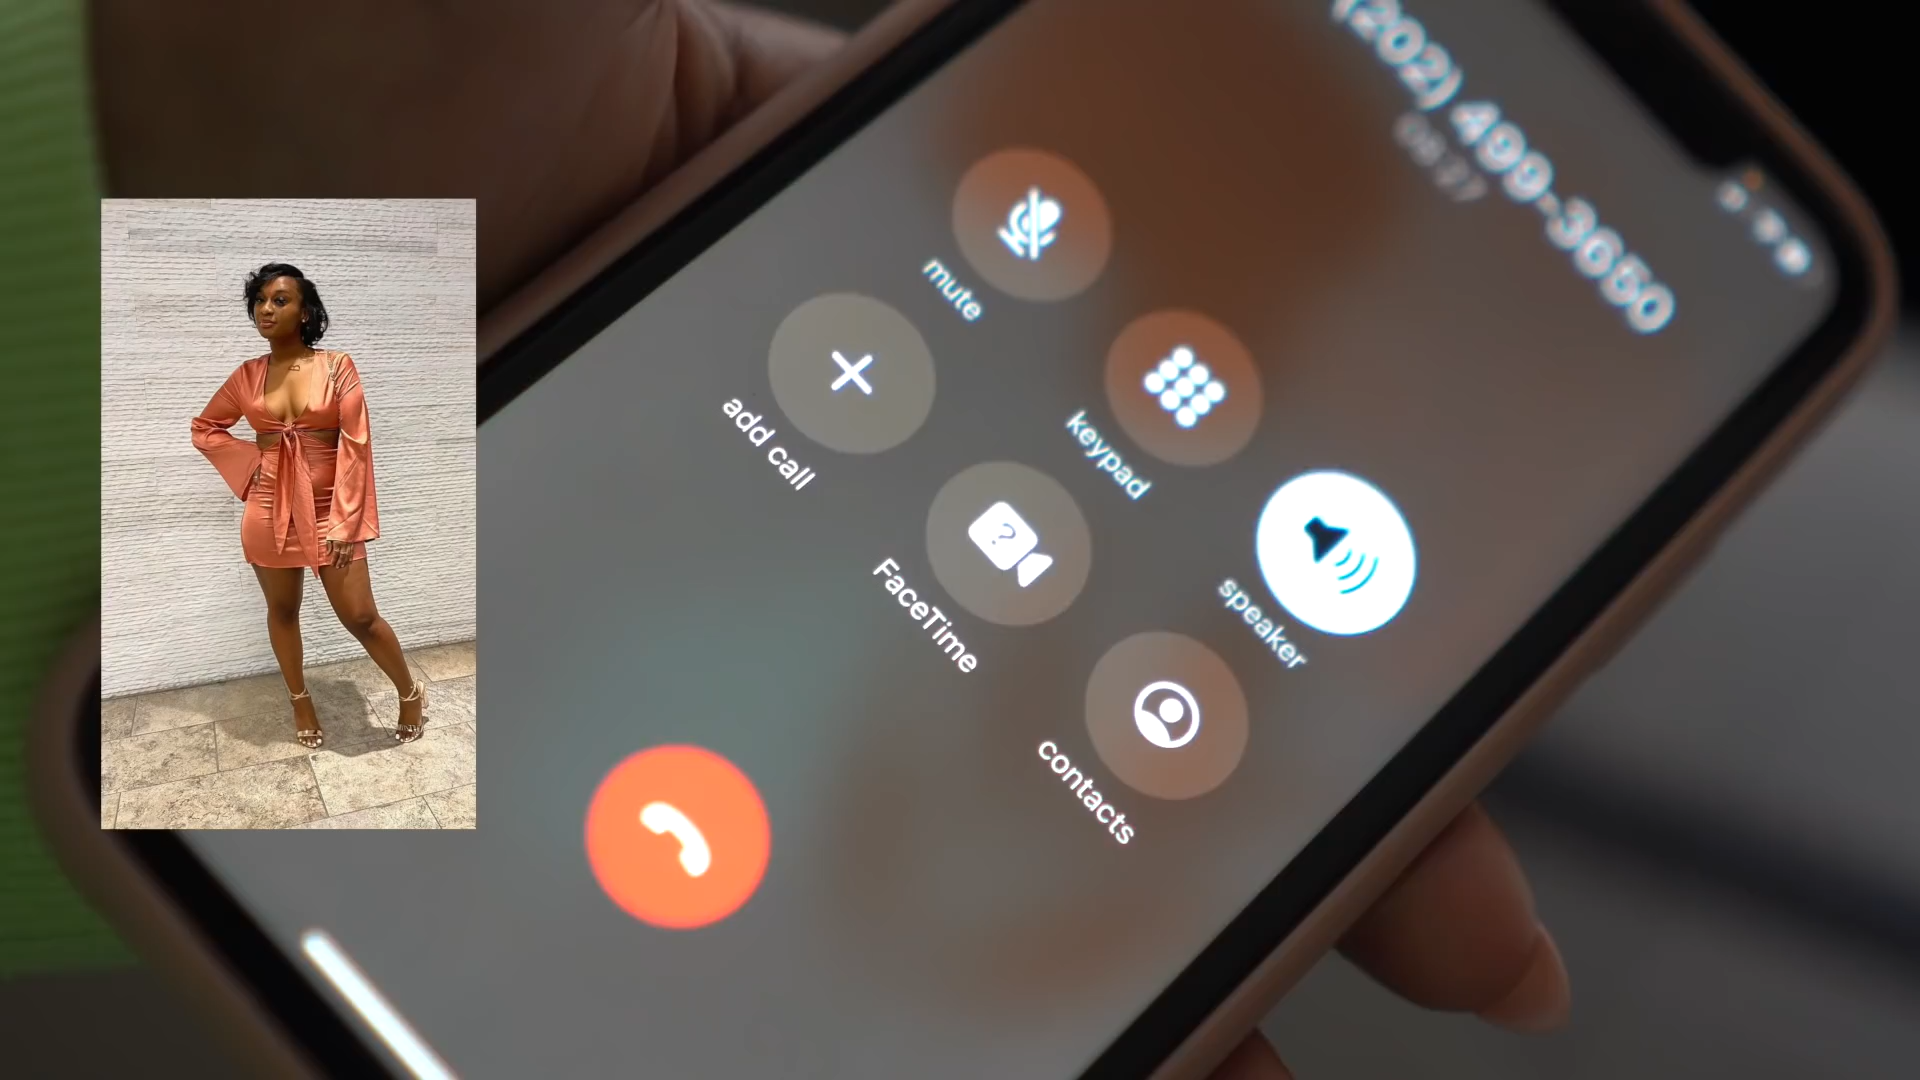 (202) 499-3650
mute
keypad
speaker
add call
FaceTime
contacts